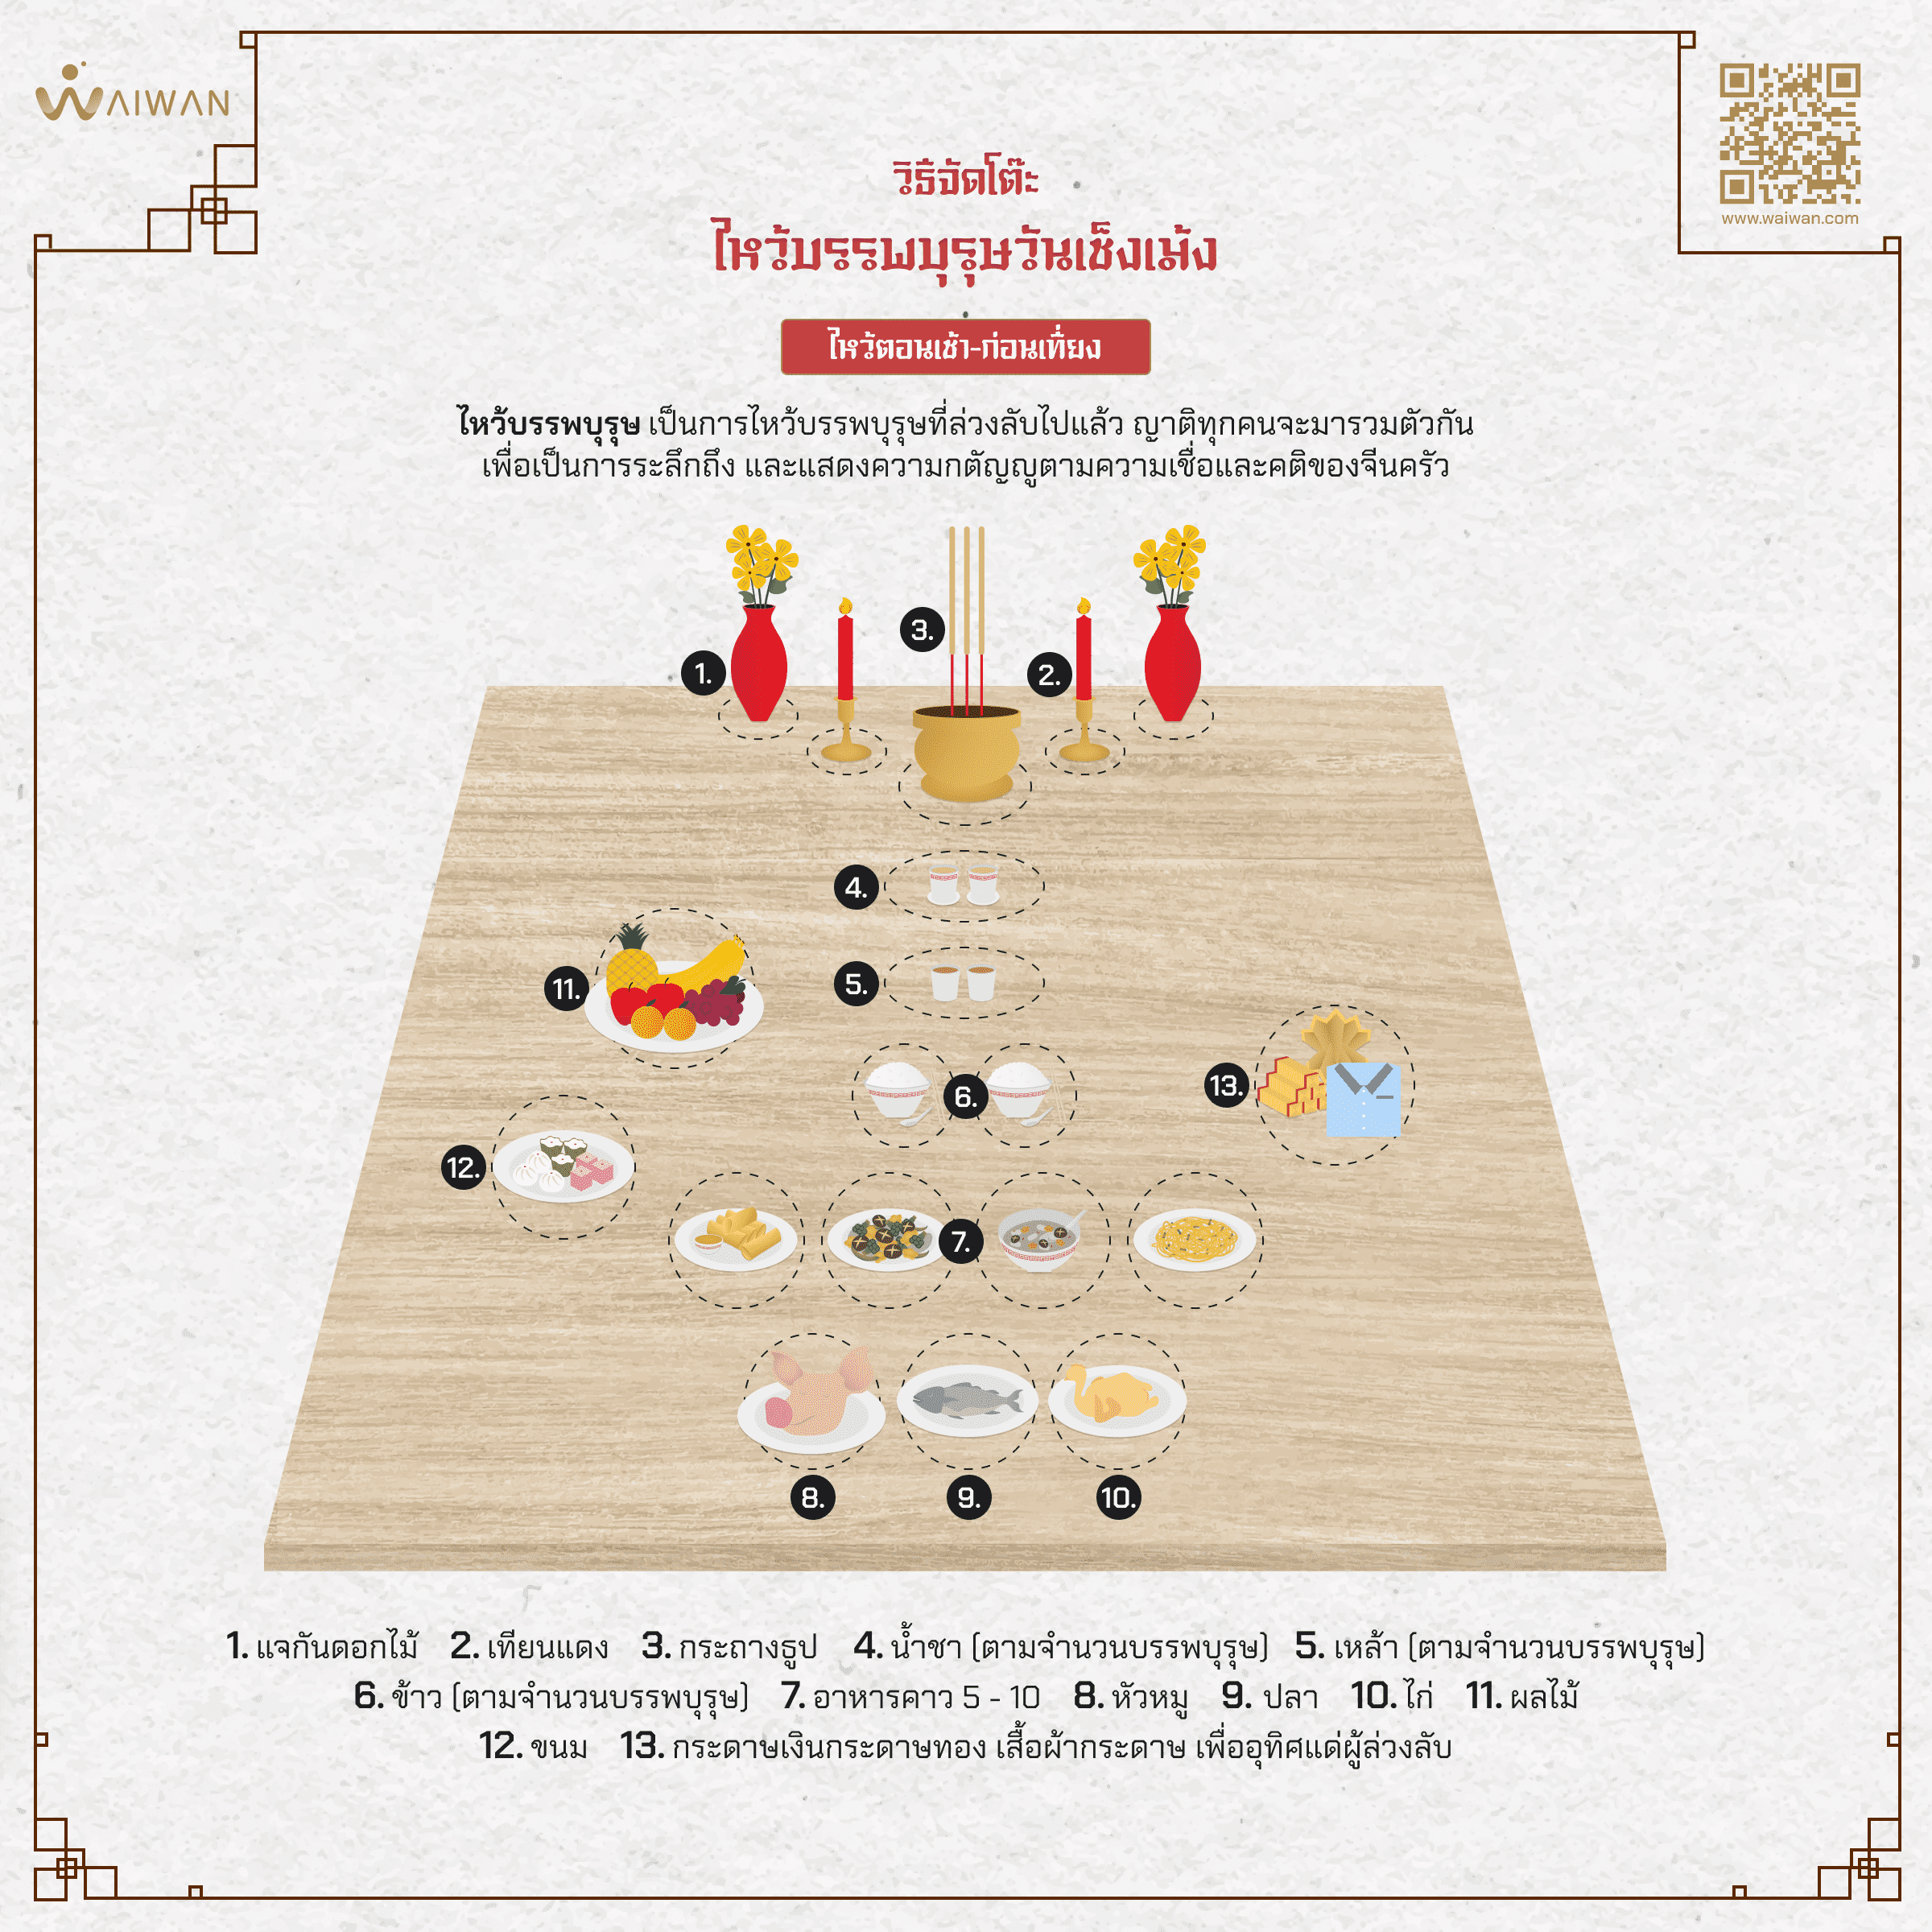 WAIWAN
www.waiwan.com
วิธีจัดโต๊ะ
ไหว้บรรพบุรุษวันเช็งเม้ง
ไหว้ตอนเช้า-ก่อนเที่ยง
ไหว้บรรพบุรุษ เป็นการไหว้บรรพบุรุษที่ล่วงลับไปแล้ว ญาติทุกคนจะมารวมตัวกัน
เพื่อเป็นการระลึกถึง และแสดงความกตัญญูตามความเชื่อและคติของจีนครัว
3.
1.
2.
4.
5.
11.
13.
6.
12.
7.
8.
9.
10.
1. แจกันดอกไม้ 2. เทียนแดง 3. กระถางธูป 4. น้ำชา (ตามจำนวนบรรพบุรุษ) 5. เหล้า (ตามจำนวนบรรพบุรุษ)
6. ข้าว (ตามจำนวนบรรพบุรุษ) 7. อาหารคาว 5 - 10 8. หัวหมู 9. ปลา 10. ไก่ 11. ผลไม้
12. ขนม 13. กระดาษเงินกระดาษทอง เสื้อผ้ากระดาษ เพื่ออุทิศแด่ผู้ล่วงลับ